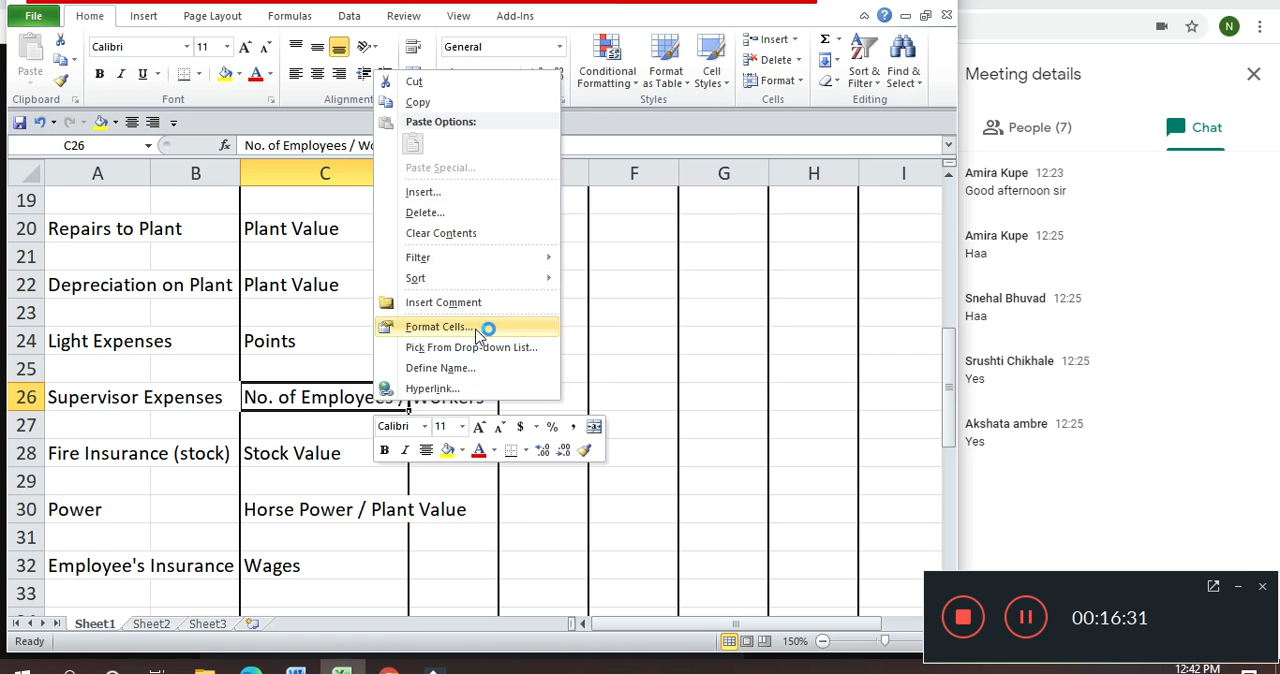 File Home Insert Page Layout Formulas Data Review View Add-Ins
Paste Calibri 11 General
B I U
Conditional Formatting Format as Table Cell Styles
Insert Delete Format
Sort & Filter Find & Select
Clipboard Font Alignment Styles Cells Editing
C26 fx No. of Employees / Wo
A B C F G H I
19
20 Repairs to Plant Plant Value
21
22 Depreciation on Plant Plant Value
23
24 Light Expenses Points
25
26 Supervisor Expenses No. of Employees / Workers
27
28 Fire Insurance (stock) Stock Value
29
30 Power Horse Power / Plant Value
31
32 Employee's Insurance Wages
33
Cut
Copy
Paste Options:
Paste Special...
Insert...
Delete...
Clear Contents
Filter
Sort
Insert Comment
Format Cells...
Pick From Drop-down List...
Define Name...
Hyperlink...
Calibri 11 $ % ,
B I A
Sheet1 Sheet2 Sheet3
Ready 150%
N
Meeting details
People (7) Chat
Amira Kupe 12:23
Good afternoon sir
Amira Kupe 12:25
Haa
Snehal Bhuvad 12:25
Haa
Srushti Chikhale 12:25
Yes
Akshata ambre 12:25
Yes
00:16:31
12:42 PM